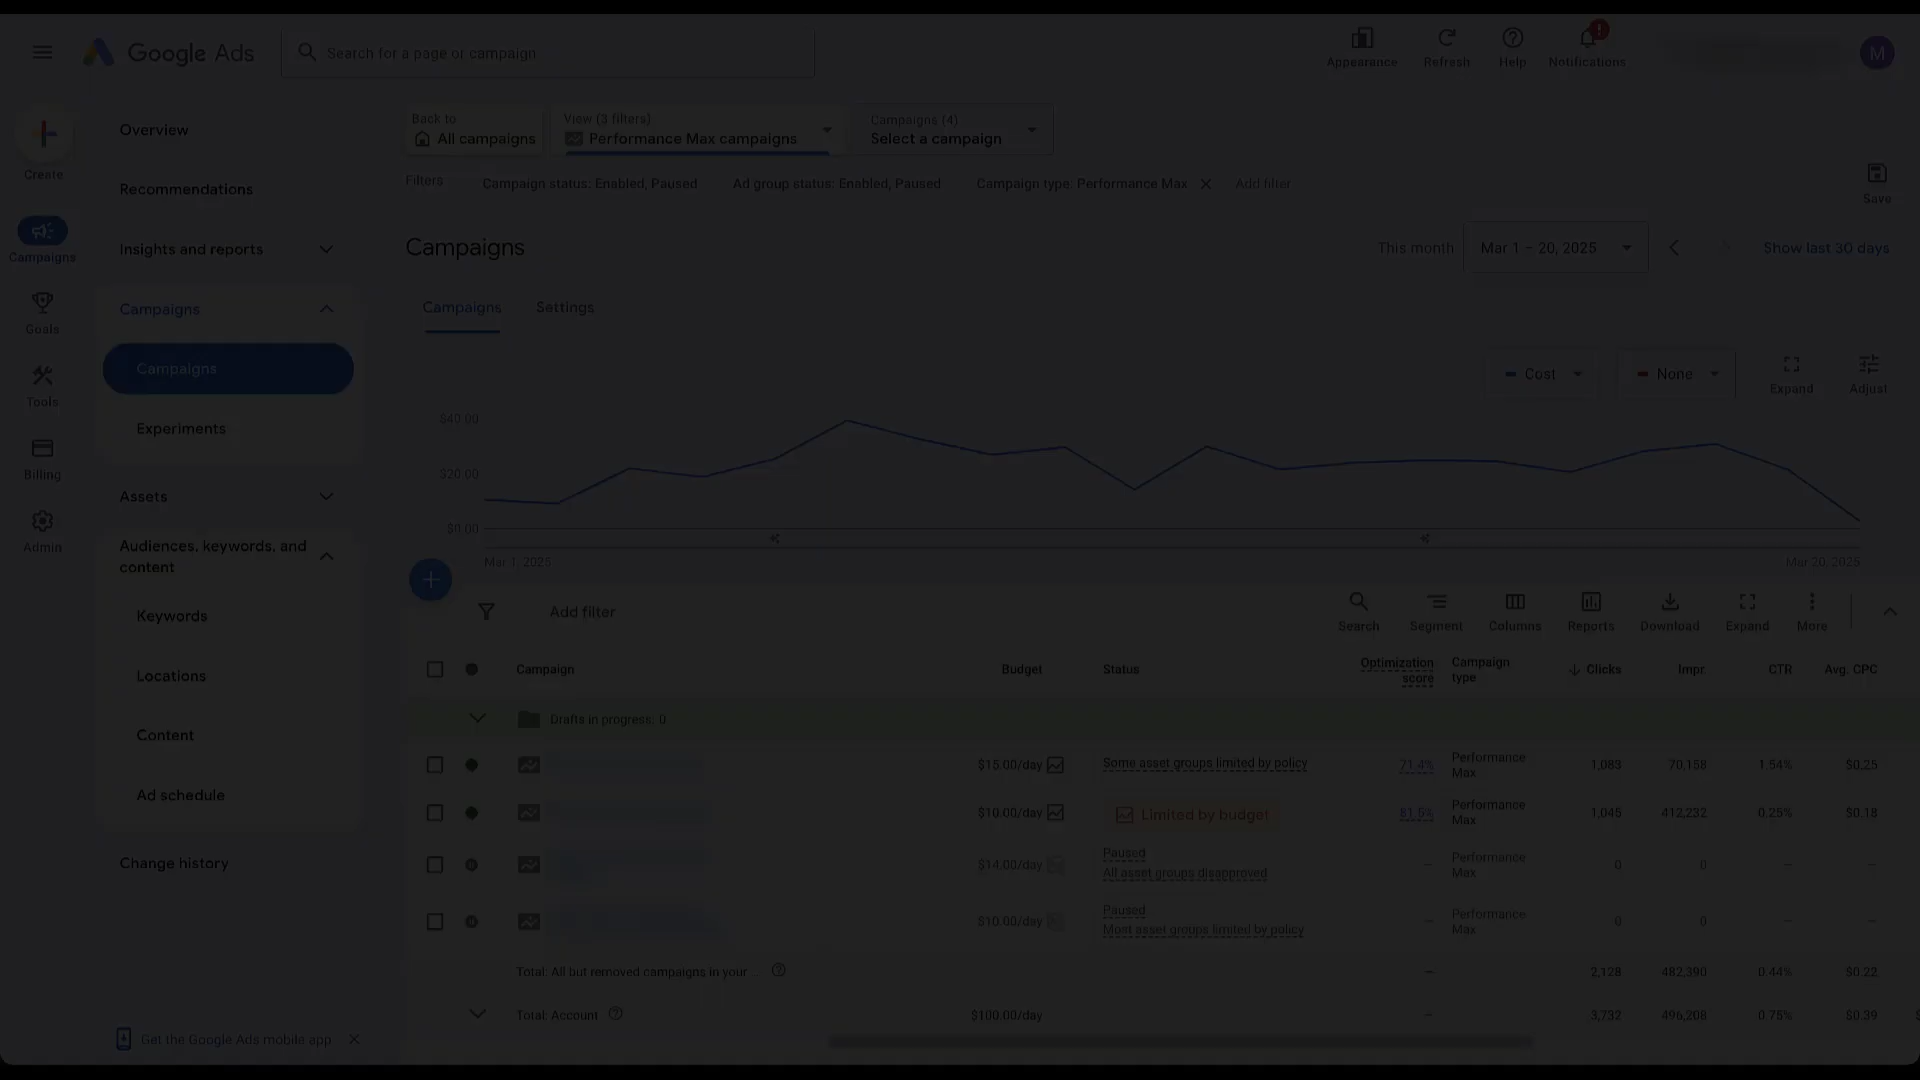 Google Ads
Search for a page or campaign
Appearance
Refresh
Help
!
Notifications
M
Create
Campaigns
Goals
Tools
Billing
Admin
Overview
Recommendations
Insights and reports
Campaigns
Campaigns
Experiments
Assets
Audiences, keywords, and
content
Keywords
Locations
Content
Ad schedule
Change history
Get the Google Ads mobile app
Back to
All campaigns
View (3 filters)
Performance Max campaigns
Campaigns (4)
Select a campaign
Filters
Campaign status: Enabled, Paused
Ad group status: Enabled, Paused
Campaign type: Performance Max
Add filter
Save
Campaigns
This month
Mar 1 – 20, 2025
Show last 30 days
Campaigns
Settings
Cost
None
Expand
Adjust
$40.00
$20.00
$0.00
Mar 1, 2025
Mar 20, 2025
Add filter
Search
Segment
Columns
Reports
Download
Expand
More
Campaign Budget Status Optimization score Campaign type Clicks Impr. CTR Avg. CPC
Drafts in progress: 0
$15.00/day Some asset groups limited by policy 71.4% Performance Max 1,083 70,158 1.54% $0.25
$10.00/day Limited by budget 81.5% Performance Max 1,045 412,232 0.25% $0.18
$14.00/day Paused All asset groups disapproved – Performance Max 0 0 – –
$10.00/day Paused Most asset groups limited by policy – Performance Max 0 0 – –
Total: All but removed campaigns in your ... – 2,128 482,390 0.44% $0.22
Total: Account $100.00/day – 3,732 496,208 0.75% $0.39